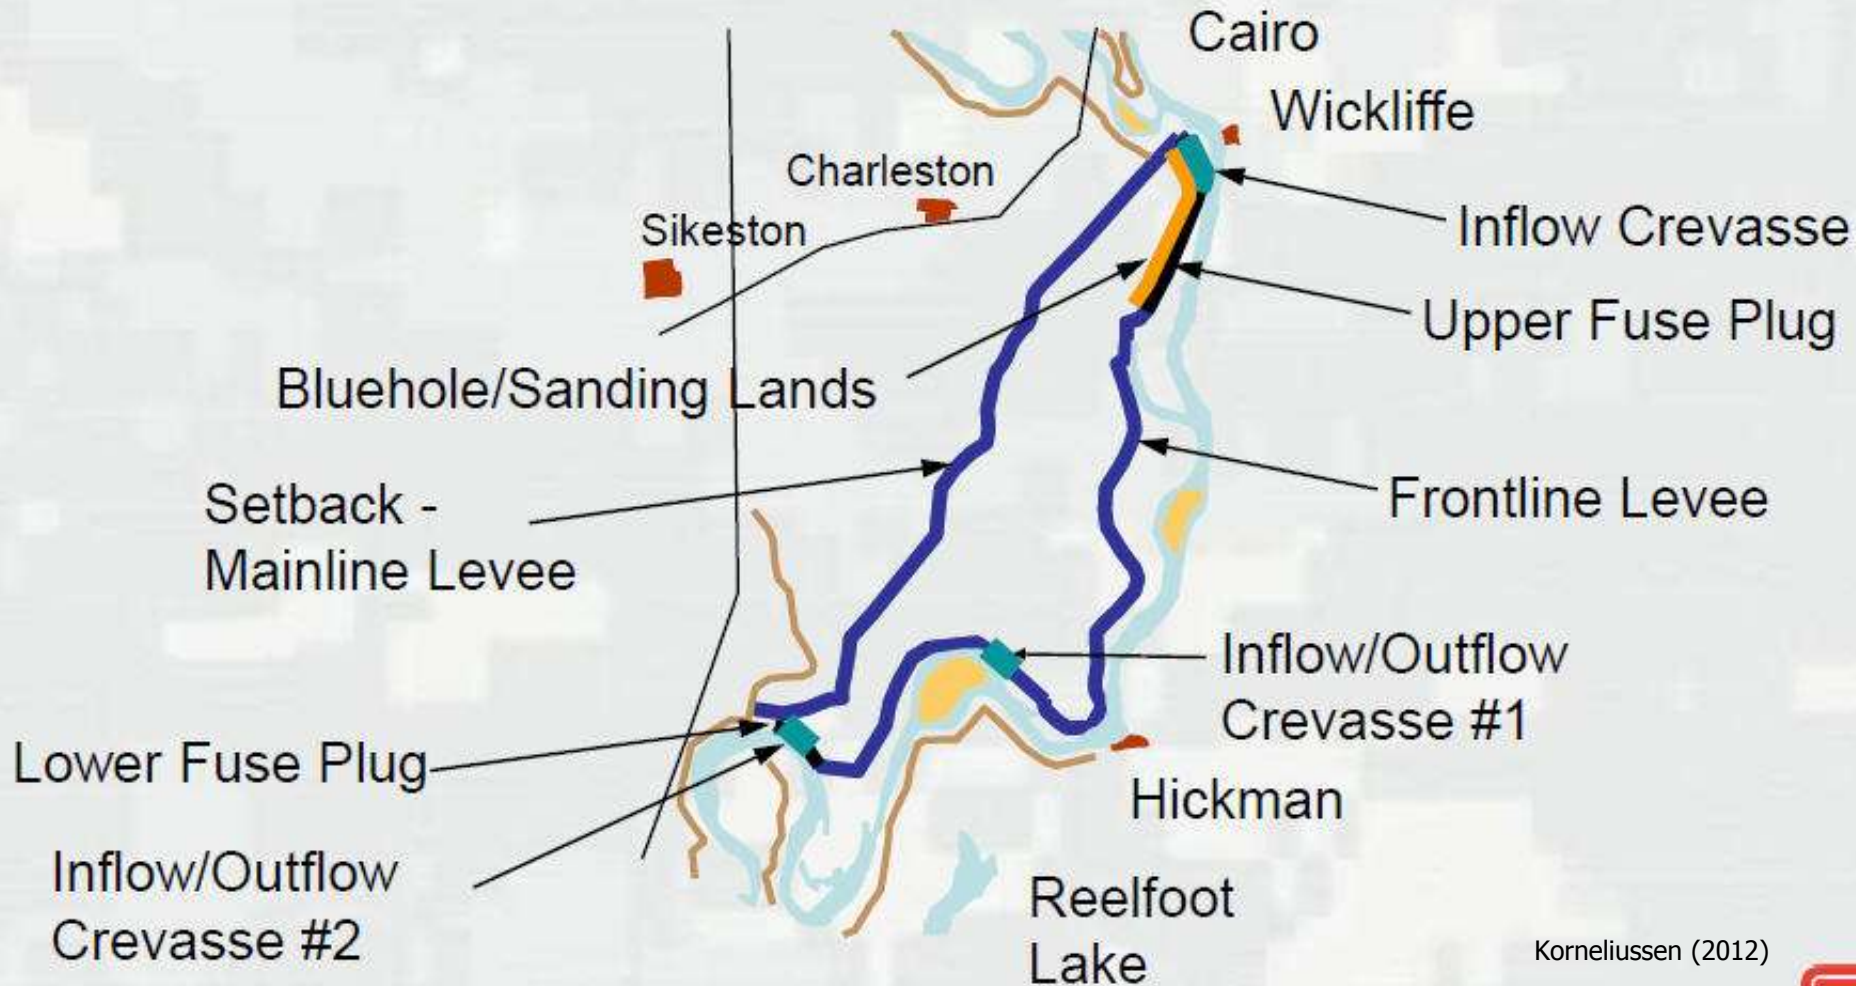 Cairo
Wickliffe
Charleston
Sikeston
Inflow Crevasse
Upper Fuse Plug
Bluehole/Sanding Lands
Setback -
Mainline Levee
Frontline Levee
Inflow/Outflow
Crevasse #1
Lower Fuse Plug
Hickman
Inflow/Outflow
Crevasse #2
Reelfoot
Lake
Korneliussen (2012)